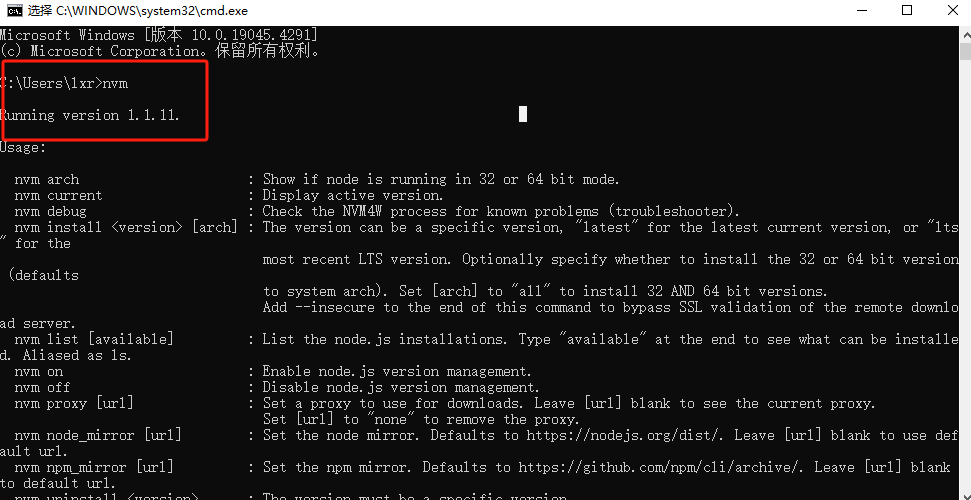 选择 C:\WINDOWS\system32\cmd.exe
Microsoft Windows [版本 10.0.19045.4291]
(c) Microsoft Corporation。保留所有权利。
C:\Users\lxr>nvm
Running version 1.1.11.
Usage:
nvm arch : Show if node is running in 32 or 64 bit mode.
nvm current : Display active version.
nvm debug : Check the NVM4W process for known problems (troubleshooter).
nvm install <version> [arch] : The version can be a specific version, "latest" for the latest current version, or "lts
" for the
most recent LTS version. Optionally specify whether to install the 32 or 64 bit version
(defaults
to system arch). Set [arch] to "all" to install 32 AND 64 bit versions.
Add --insecure to the end of this command to bypass SSL validation of the remote downlo
ad server.
nvm list [available] : List the node.js installations. Type "available" at the end to see what can be installe
d. Aliased as ls.
nvm on : Enable node.js version management.
nvm off : Disable node.js version management.
nvm proxy [url] : Set a proxy to use for downloads. Leave [url] blank to see the current proxy.
Set [url] to "none" to remove the proxy.
nvm node_mirror [url] : Set the node mirror. Defaults to https://nodejs.org/dist/. Leave [url] blank to use def
ault url.
nvm npm_mirror [url] : Set the npm mirror. Defaults to https://github.com/npm/cli/archive/. Leave [url] blank
to default url.
nvm uninstall <version> : The version must be a specific version.